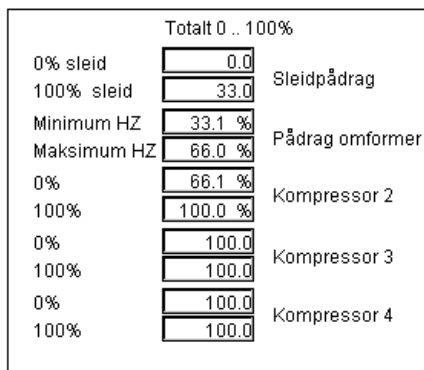 Totalt 0 .. 100%
0% sleid 0.0
Sleidpådrag
100% sleid 33.0
Minimum HZ 33.1 %
Pådrag omformer
Maksimum HZ 66.0 %
0% 66.1 %
Kompressor 2
100% 100.0 %
0% 100.0
Kompressor 3
100% 100.0
0% 100.0
Kompressor 4
100% 100.0